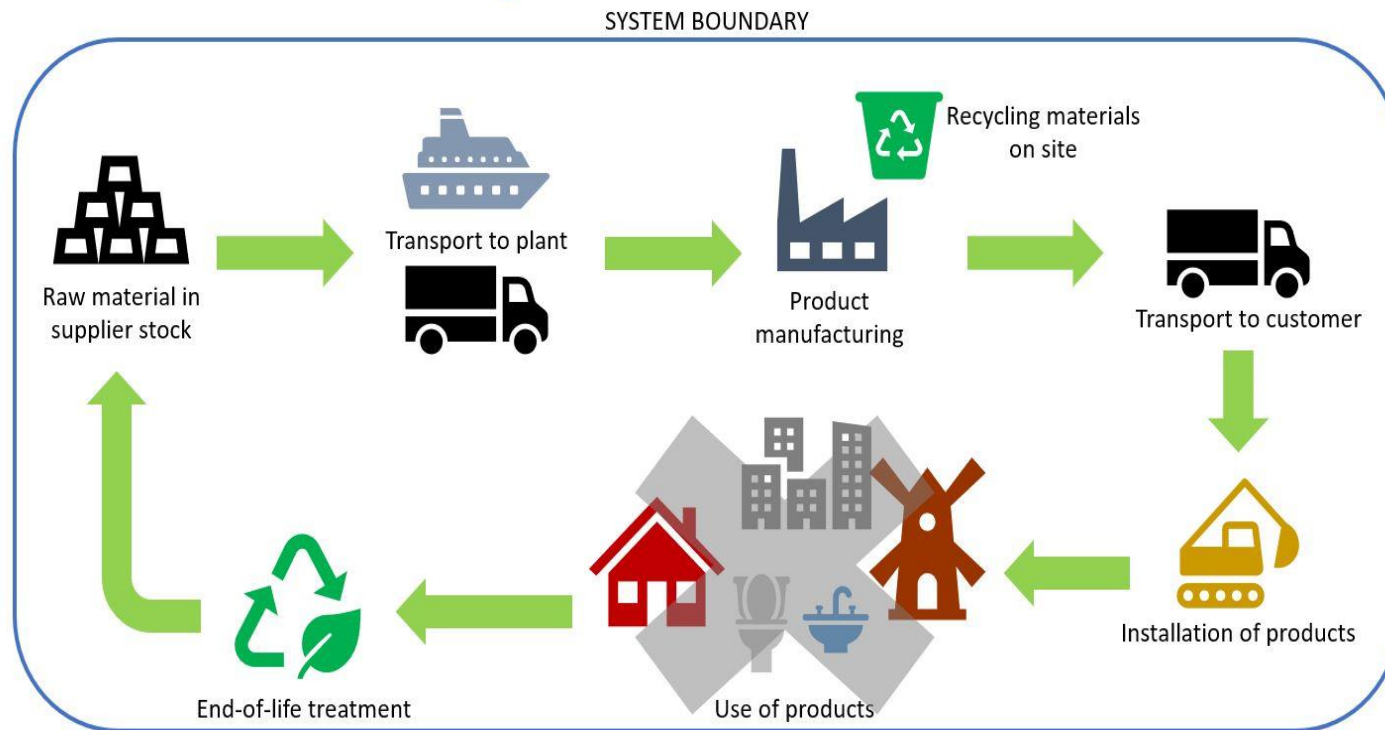 SYSTEM BOUNDARY
Recycling materials
on site
Transport to plant
Raw material in
supplier stock
Product
manufacturing
Transport to customer
Installation of products
Use of products
End-of-life treatment